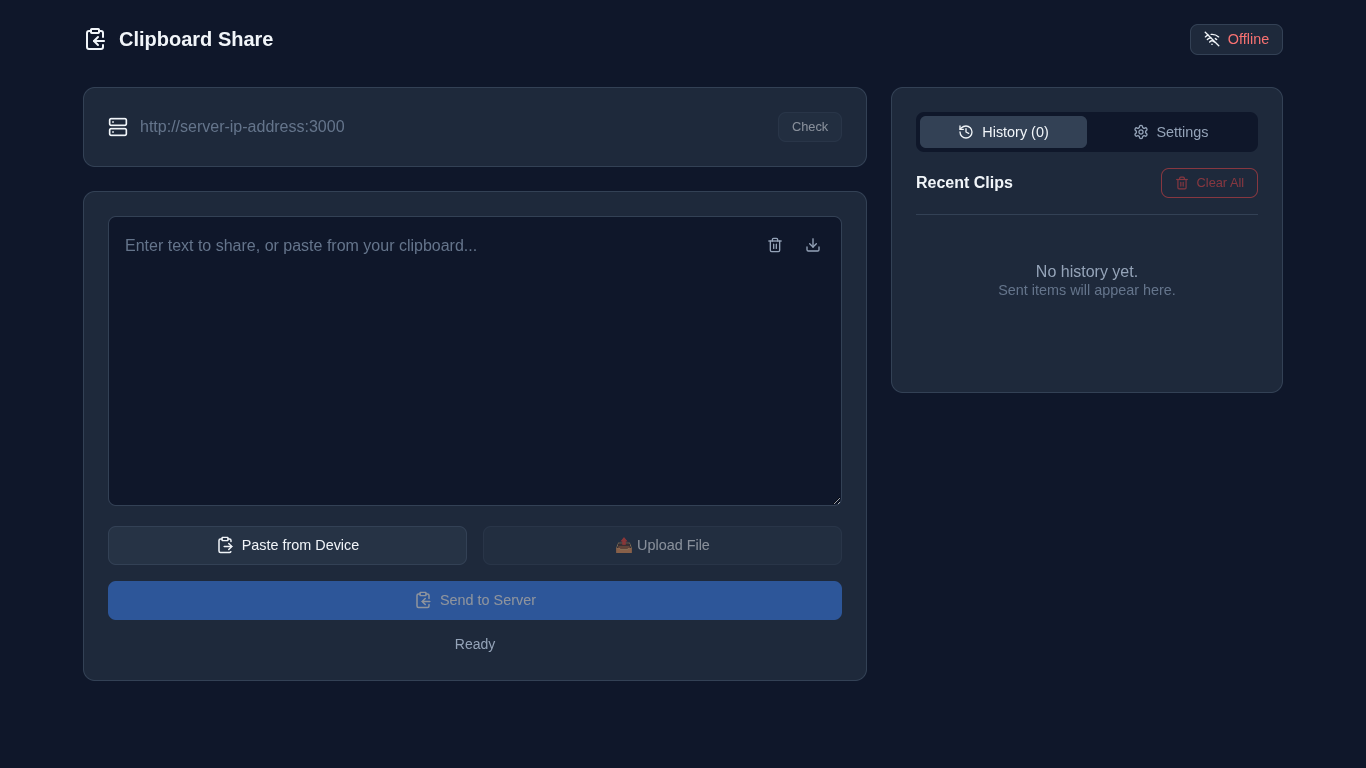 Clipboard Share
Offline
http://server-ip-address:3000
Check
Enter text to share, or paste from your clipboard...
Paste from Device
Upload File
Send to Server
Ready
History (0)
Settings
Recent Clips
Clear All
No history yet.
Sent items will appear here.